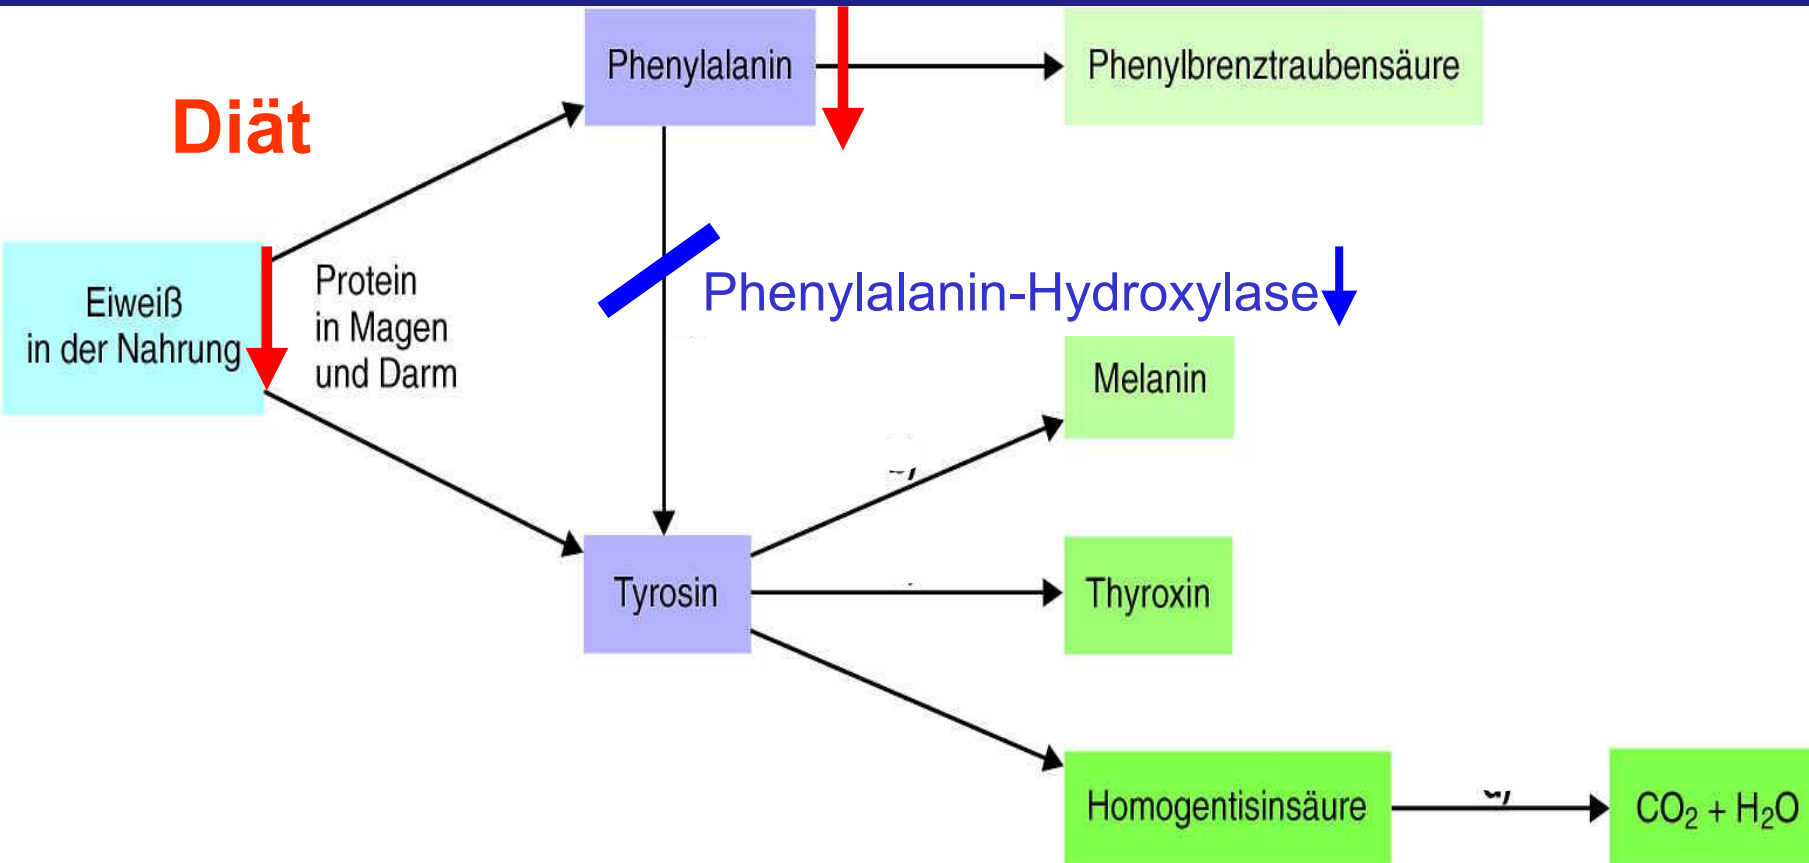 Phenylalanin
Phenylbrenztraubensäure
Diät
Eiweiß
in der Nahrung
Protein
in Magen
und Darm
Phenylalanin-Hydroxylase
Melanin
Tyrosin
Thyroxin
Homogentisinsäure
CO₂ + H₂O